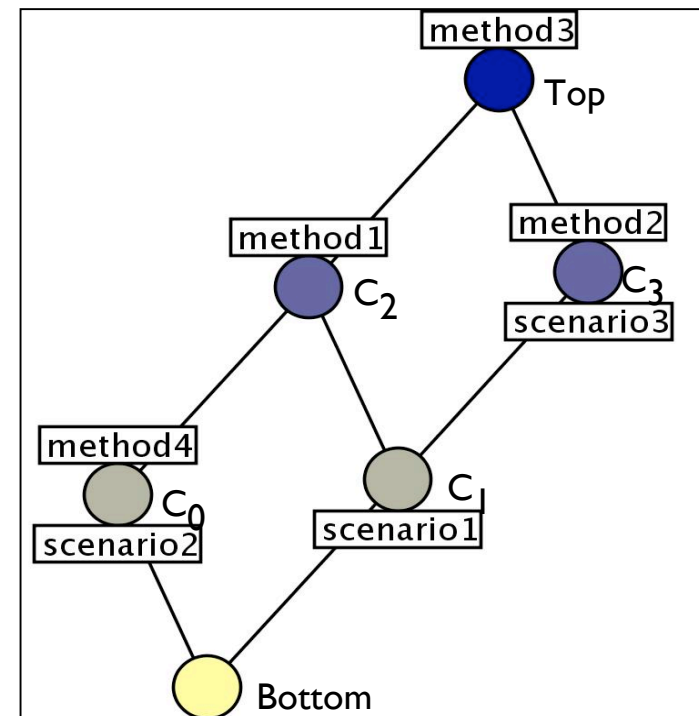 method3
Top
method1
method2
C2
C3
scenario3
method4
C0
C1
scenario2
scenario1
Bottom